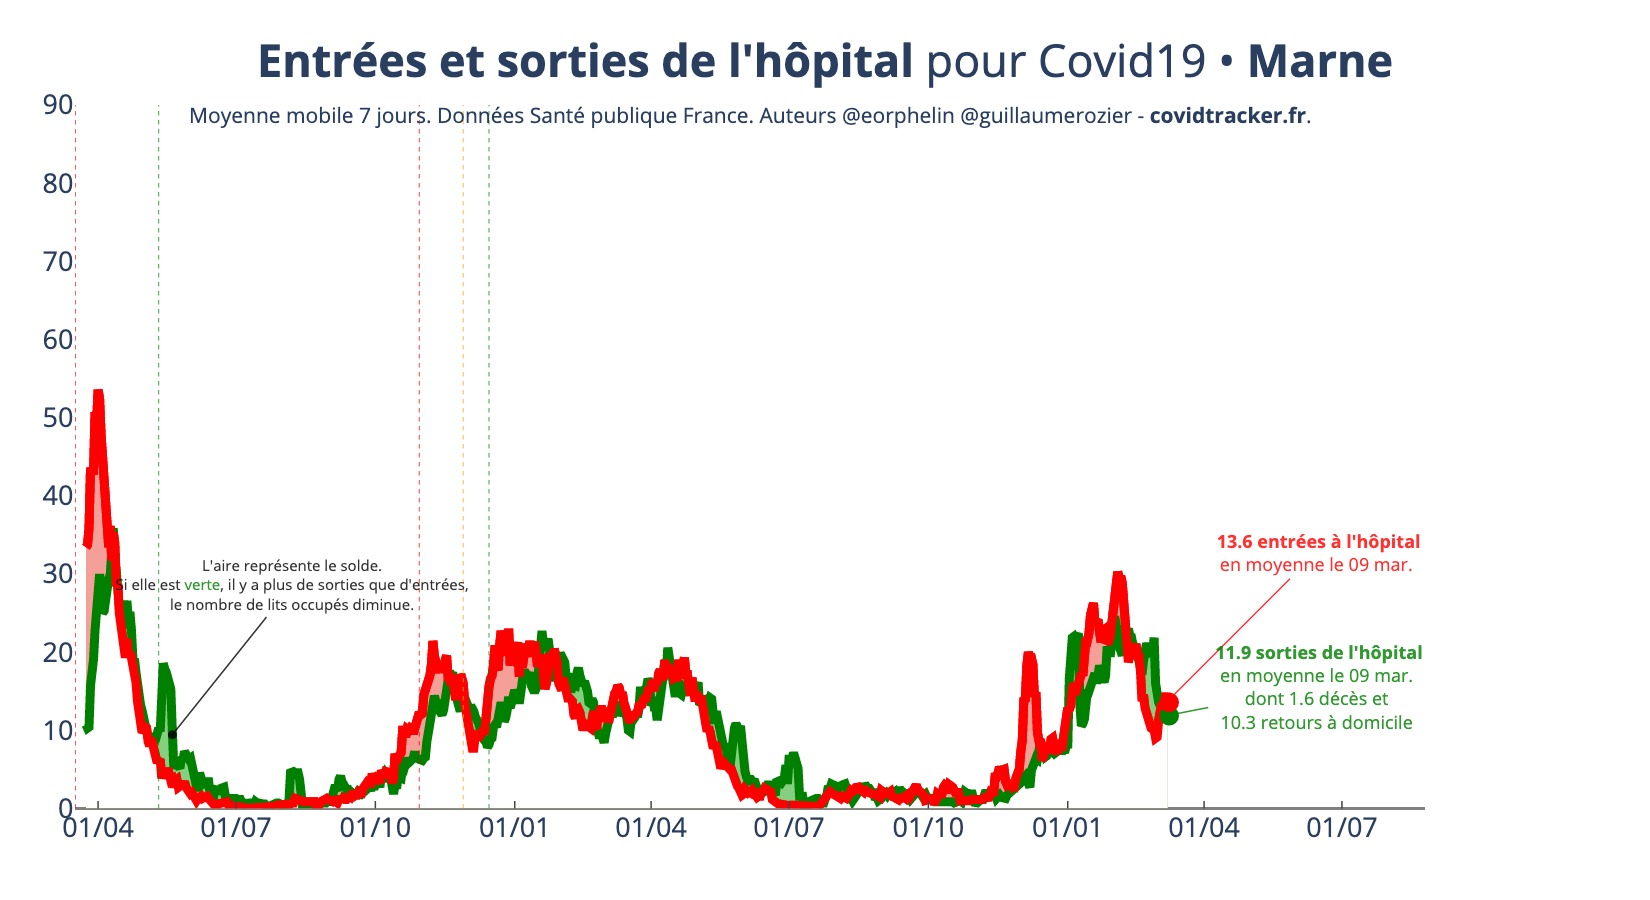 Entrées et sorties de l'hôpital pour Covid19 • Marne
Moyenne mobile 7 jours. Données Santé publique France. Auteurs @eorphelin @guillaumerozier - covidtracker.fr.
90
80
70
60
50
40
30
20
10
0
L'aire représente le solde.
Si elle est verte, il y a plus de sorties que d'entrées,
le nombre de lits occupés diminue.
13.6 entrées à l'hôpital
en moyenne le 09 mar.
11.9 sorties de l'hôpital
en moyenne le 09 mar.
dont 1.6 décès et
10.3 retours à domicile
01/04 01/07 01/10 01/01 01/04 01/07 01/10 01/01 01/04 01/07